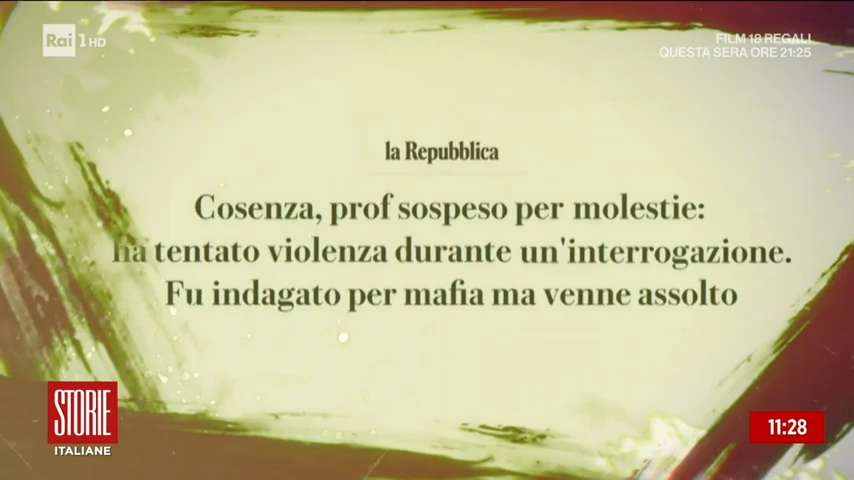 Rai 1 HD
FILM 18 REGALI
QUESTA SERA ORE 21:25
la Repubblica
Cosenza, prof sospeso per molestie:
ha tentato violenza durante un'interrogazione.
Fu indagato per mafia ma venne assolto
STORIE
ITALIANE
11:28